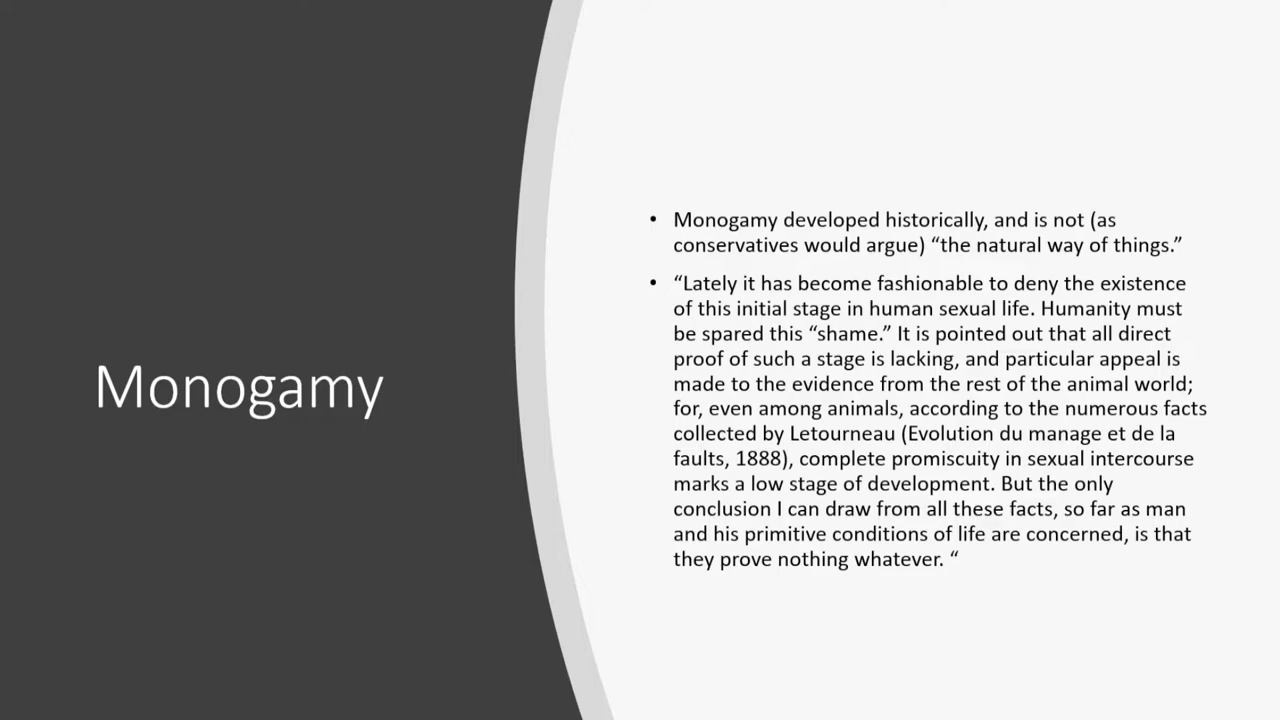 Monogamy
• Monogamy developed historically, and is not (as
conservatives would argue) “the natural way of things.”
• “Lately it has become fashionable to deny the existence
of this initial stage in human sexual life. Humanity must
be spared this “shame.” It is pointed out that all direct
proof of such a stage is lacking, and particular appeal is
made to the evidence from the rest of the animal world;
for, even among animals, according to the numerous facts
collected by Letourneau (Evolution du manage et de la
faults, 1888), complete promiscuity in sexual intercourse
marks a low stage of development. But the only
conclusion I can draw from all these facts, so far as man
and his primitive conditions of life are concerned, is that
they prove nothing whatever. “